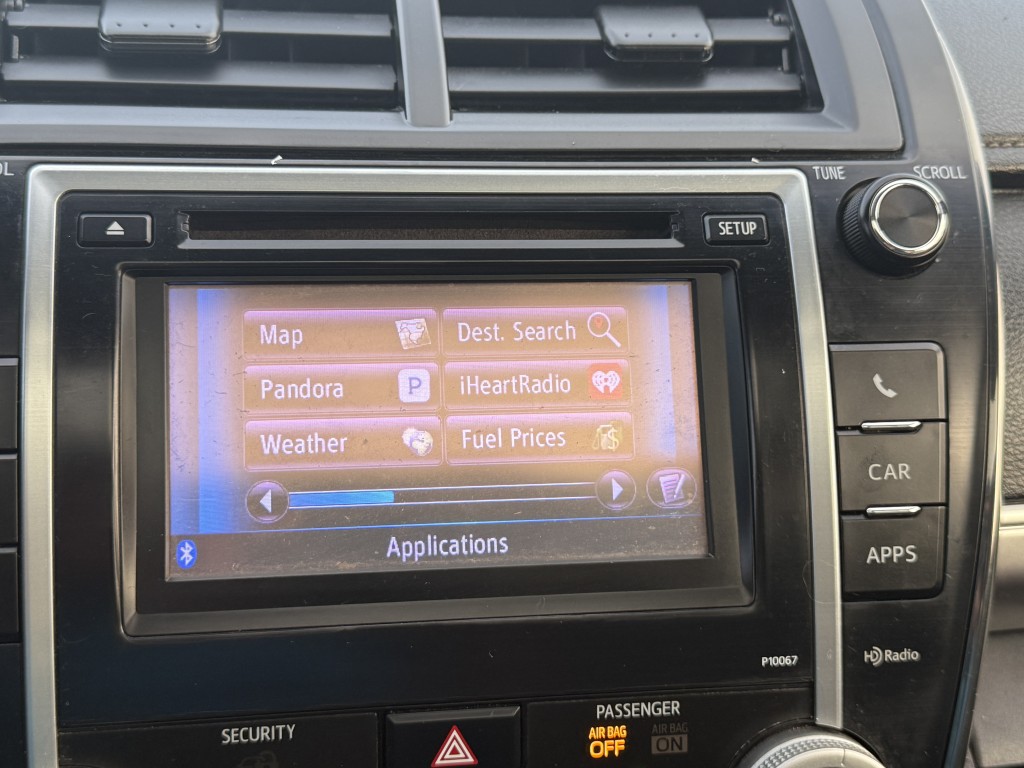 OL
TUNE
SCROLL
SETUP
Map
Dest. Search
Pandora
P
iHeartRadio
Weather
Fuel Prices
$
Applications
CAR
APPS
P10067
HD Radio
SECURITY
PASSENGER
AIR BAG
OFF
AIR BAG
ON